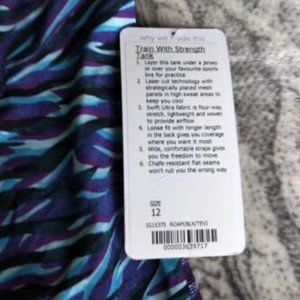 why we made this
Train With Strength
Tank
1. Layer this tank under a jersey
or over your favourite sports
bra for practice
2. Laser cut technology with
strategically placed mesh
panels in high sweat areas to
keep you cool
3. Swift Ultra fabric is four-way
stretch, lightweight and woven
to provide airflow
4. Loose fit with longer length
in the back gives you coverage
where you want it most
5. Wide, comfortable straps gives
you the freedom to move
6. Chafe-resistant flat seams
won't rub you the wrong way
SIZE
12
ROAM/BLK/TEVI
000003639717